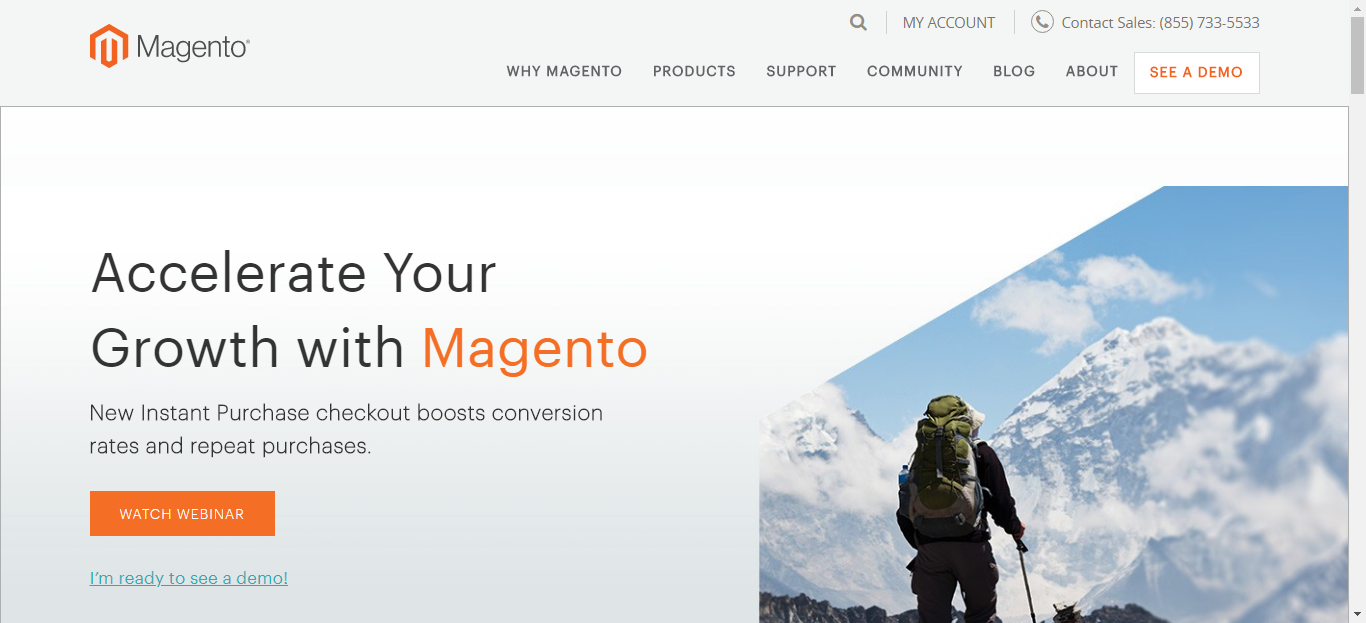 Magento®
MY ACCOUNT
Contact Sales: (855) 733-5533
WHY MAGENTO PRODUCTS SUPPORT COMMUNITY BLOG ABOUT SEE A DEMO
Accelerate Your
Growth with Magento
New Instant Purchase checkout boosts conversion
rates and repeat purchases.
WATCH WEBINAR
I'm ready to see a demo!